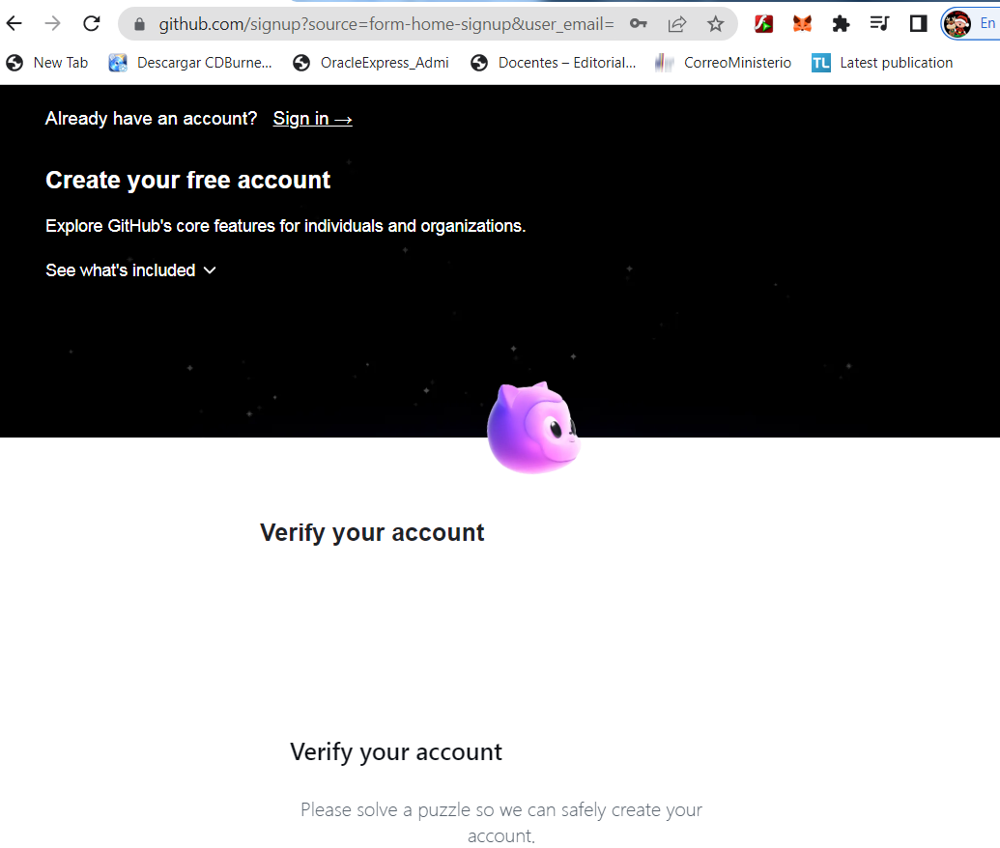 github.com/signup?source=form-home-signup&user_email=
En
New Tab Descargar CDBurne... OracleExpress_Admi Docentes – Editorial... CorreoMinisterio TL Latest publication
Already have an account? Sign in →
Create your free account
Explore GitHub's core features for individuals and organizations.
See what's included
Verify your account
Verify your account
Please solve a puzzle so we can safely create your
account.